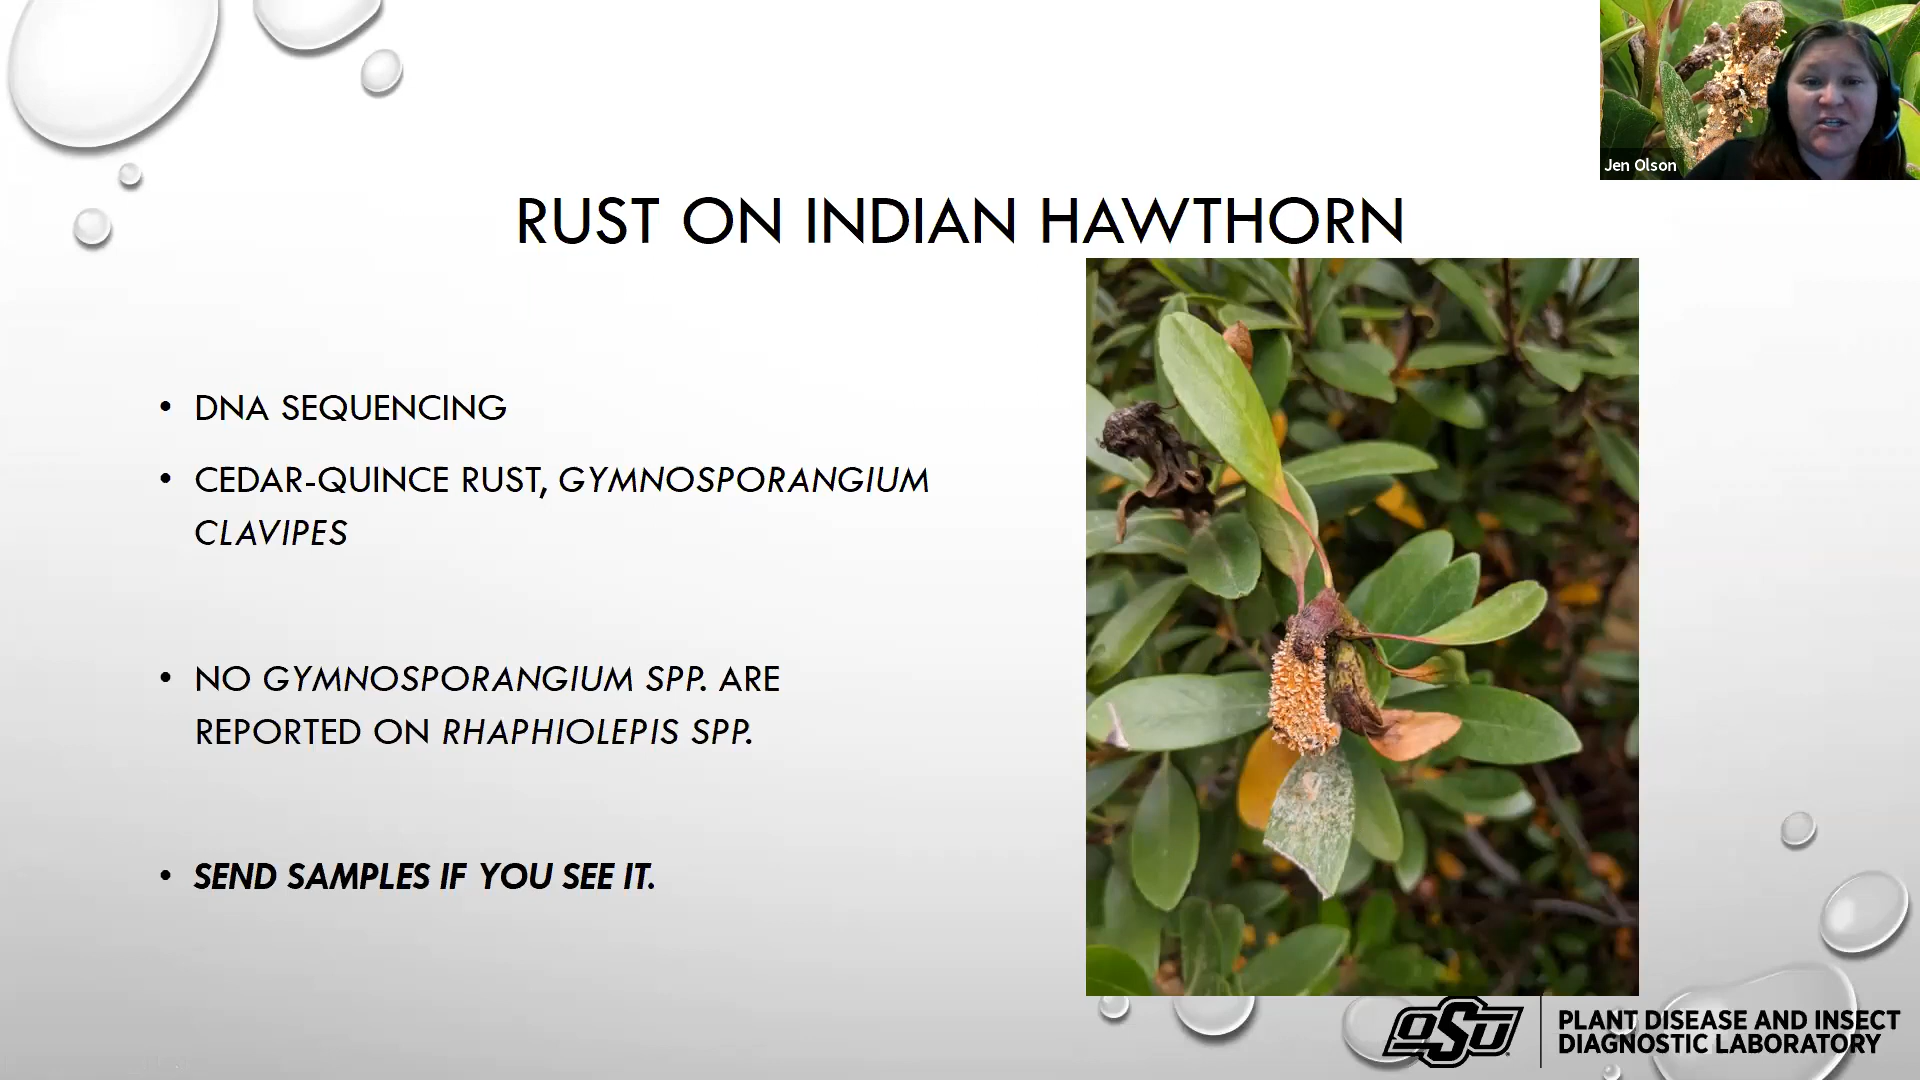 Jen Olson
RUST ON INDIAN HAWTHORN
• DNA SEQUENCING
• CEDAR-QUINCE RUST, GYMNOSPORANGIUM
CLAVIPES
• NO GYMNOSPORANGIUM SPP. ARE
REPORTED ON RHAPHIOLEPIS SPP.
• SEND SAMPLES IF YOU SEE IT.
OSU
PLANT DISEASE AND INSECT
DIAGNOSTIC LABORATORY